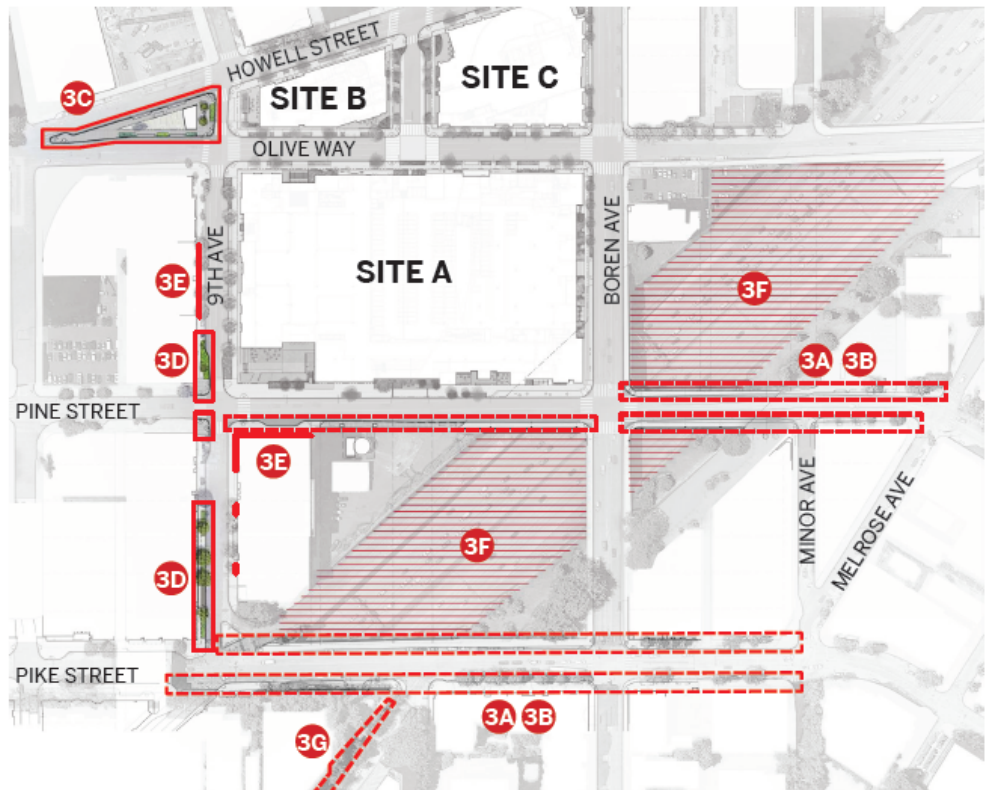 HOWELL STREET
3C
SITE B
SITE C
OLIVE WAY
9TH AVE
BOREN AVE
3E
SITE A
3F
3D
3A 3B
PINE STREET
3E
MINOR AVE
MELROSE AVE
3F
3D
PIKE STREET
3A 3B
3G